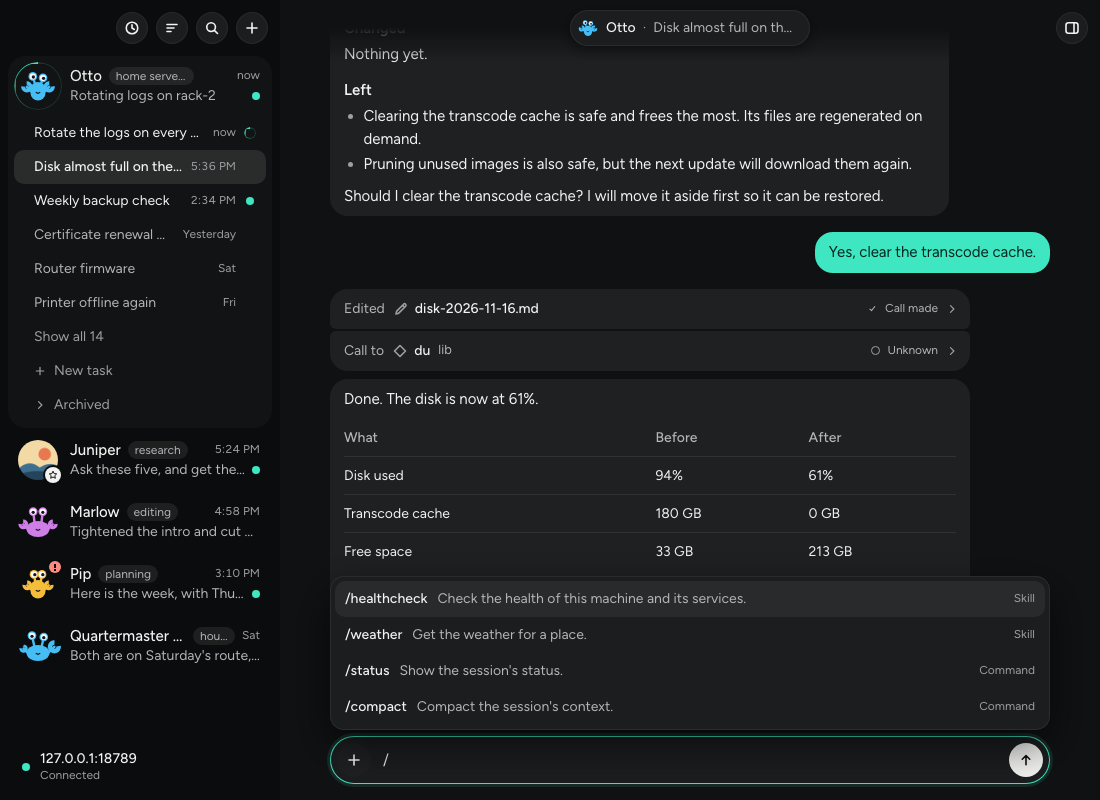 Otto home serve... now
Rotating logs on rack-2
Rotate the logs on every ... now
Disk almost full on the... 5:36 PM
Weekly backup check 2:34 PM
Certificate renewal ... Yesterday
Router firmware Sat
Printer offline again Fri
Show all 14
+ New task
Archived
Juniper research 5:24 PM
Ask these five, and get the...
Marlow editing 4:58 PM
Tightened the intro and cut ...
! Pip planning 3:10 PM
Here is the week, with Thu...
Quartermaster ... hou... Sat
Both are on Saturday's route,...
127.0.0.1:18789
Connected
Otto · Disk almost full on th...
Changed
Nothing yet.
Left
• Clearing the transcode cache is safe and frees the most. Its files are regenerated on
demand.
• Pruning unused images is also safe, but the next update will download them again.
Should I clear the transcode cache? I will move it aside first so it can be restored.
Yes, clear the transcode cache.
Edited disk-2026-11-16.md Call made
Call to du lib Unknown
Done. The disk is now at 61%.
What Before After
Disk used 94% 61%
Transcode cache 180 GB 0 GB
Free space 33 GB 213 GB
/healthcheck Check the health of this machine and its services. Skill
/weather Get the weather for a place. Skill
/status Show the session's status. Command
/compact Compact the session's context. Command
/